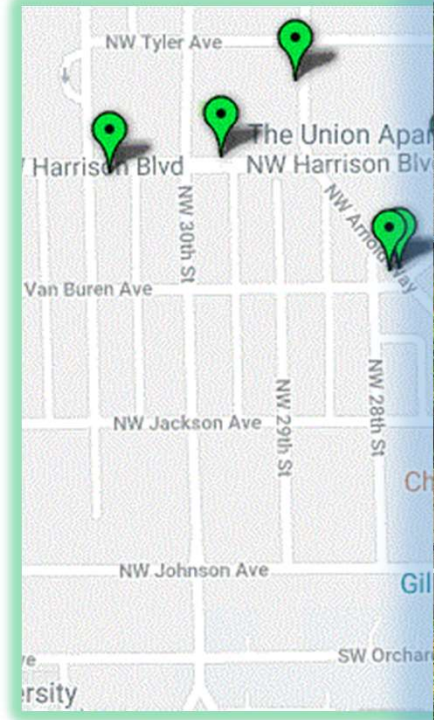 NW Tyler Ave
The Union Apar
Harrison Blvd
NW Harrison Blv
NW Arnold Way
NW 30th St
Van Buren Ave
NW 28th St
NW 29th St
NW Jackson Ave
Ch
NW Johnson Ave
Gil
ve
SW Orchar
ersity